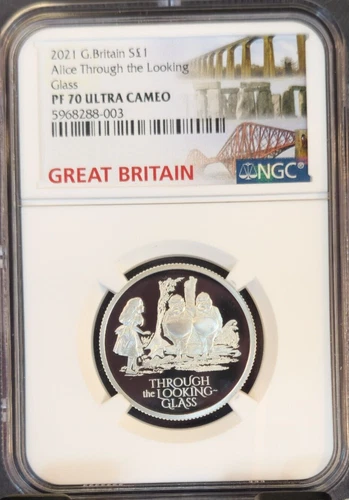 2021 G.Britain S£1
Alice Through the Looking
Glass
PF 70 ULTRA CAMEO
5968288-003
GREAT BRITAIN
NGC®
THROUGH
the LOOKING-
GLASS